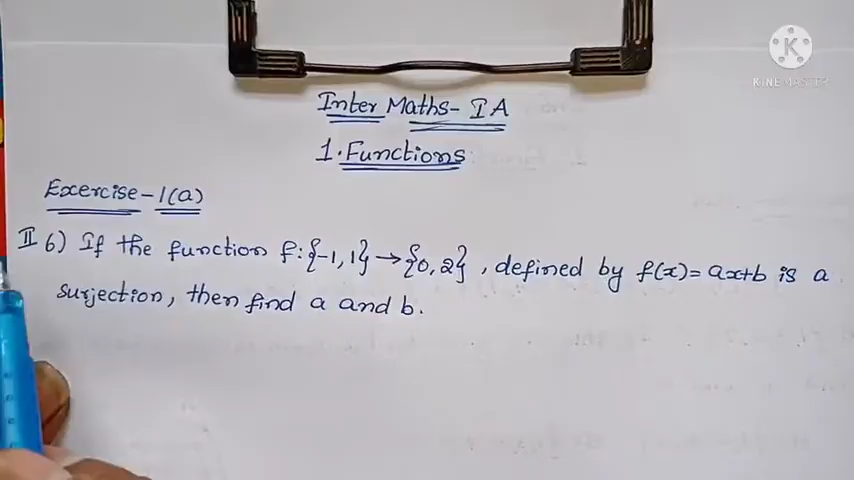 K
KINEMASTER
Inter Maths- IA
1. Functions
Exercise-1(a)
II 6) If the function f:{-1,1}→{0,2}, defined by f(x)=ax+b is a
surjection, then find a and b.